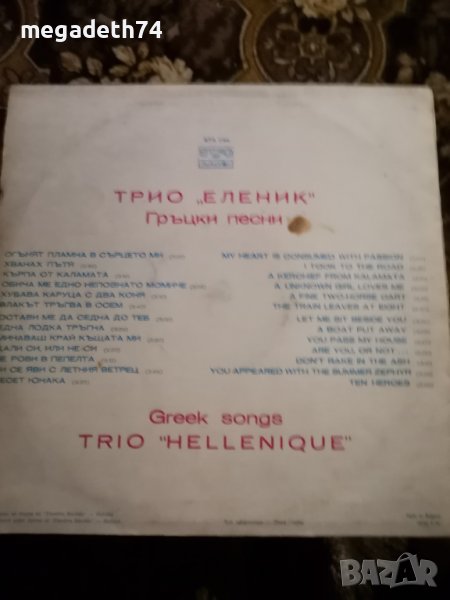 megadeth74
ТРИО „ЕЛЕНИК"
Гръцки песни
ОГЪНЯТ ПЛАМНА В СЪРЦЕТО МИ
ХВАНАХ ПЪТЯ
КЪРПА ОТ КАЛАМАТА
ОБИЧА МЕ ЕДНО НЕПОЗНАТО МОМИЧЕ
ХУБАВА КАРУЦА С ДВА КОНЯ
ВЛАКЪТ ТРЪГВА В ОСЕМ
ОСТАВИ МЕ ДА СЕДНА ДО ТЕБ
ЕДНА ЛОДКА ТРЪГНА
МИНАВАШ КРАЙ КЪЩАТА МИ
ДАЛИ СИ, ИЛИ НЕ СИ
НЕ РОВИ В ПЕПЕЛТА
ТИ СЕ ЯВИ С ЛЕТНИЯ ВЕТРЕЦ
ДЕСЕТ ЮНАКА
MY HEART IS CONSUMED WITH PASSION
I TOOK TO THE ROAD
A KERCHIEF FROM KALAMATA
A UNKNOWN GIRL LOVES ME
A FINE TWO-HORSE CART
THE TRAIN LEAVES AT EIGHT
LET ME SIT BESIDE YOU
A BOAT PUT AWAY
YOU PASS MY HOUSE
ARE YOU OR NOT ...
DON'T RAKE IN THE ASH
YOU APPEARED WITH THE SUMMER ZEPHYR
TEN HEROES
Greek songs
TRIO "HELLENIQUE"
BAZAR